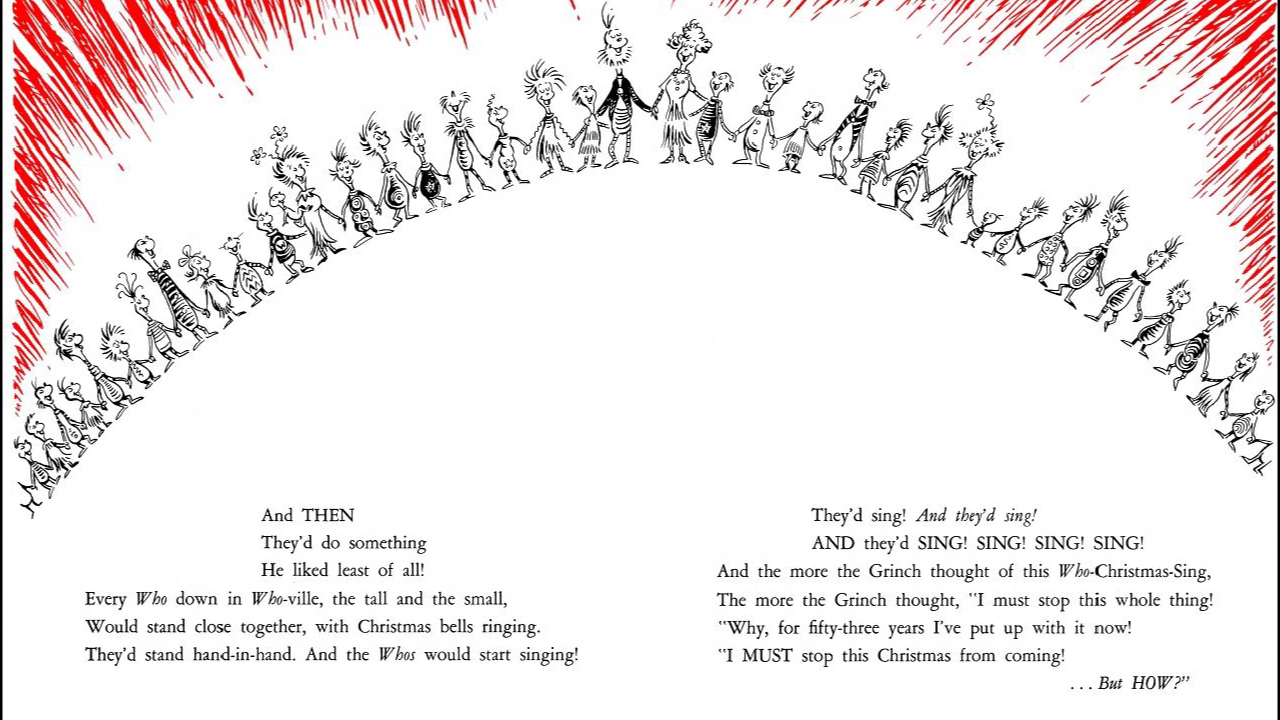 And THEN
They'd do something
He liked least of all!
Every Who down in Who-ville, the tall and the small,
Would stand close together, with Christmas bells ringing.
They'd stand hand-in-hand. And the Whos would start singing!
They'd sing! And they'd sing!
AND they'd SING! SING! SING! SING!
And the more the Grinch thought of this Who-Christmas-Sing,
The more the Grinch thought, "I must stop this whole thing!
"Why, for fifty-three years I've put up with it now!
"I MUST stop this Christmas from coming!
. . . But HOW?"